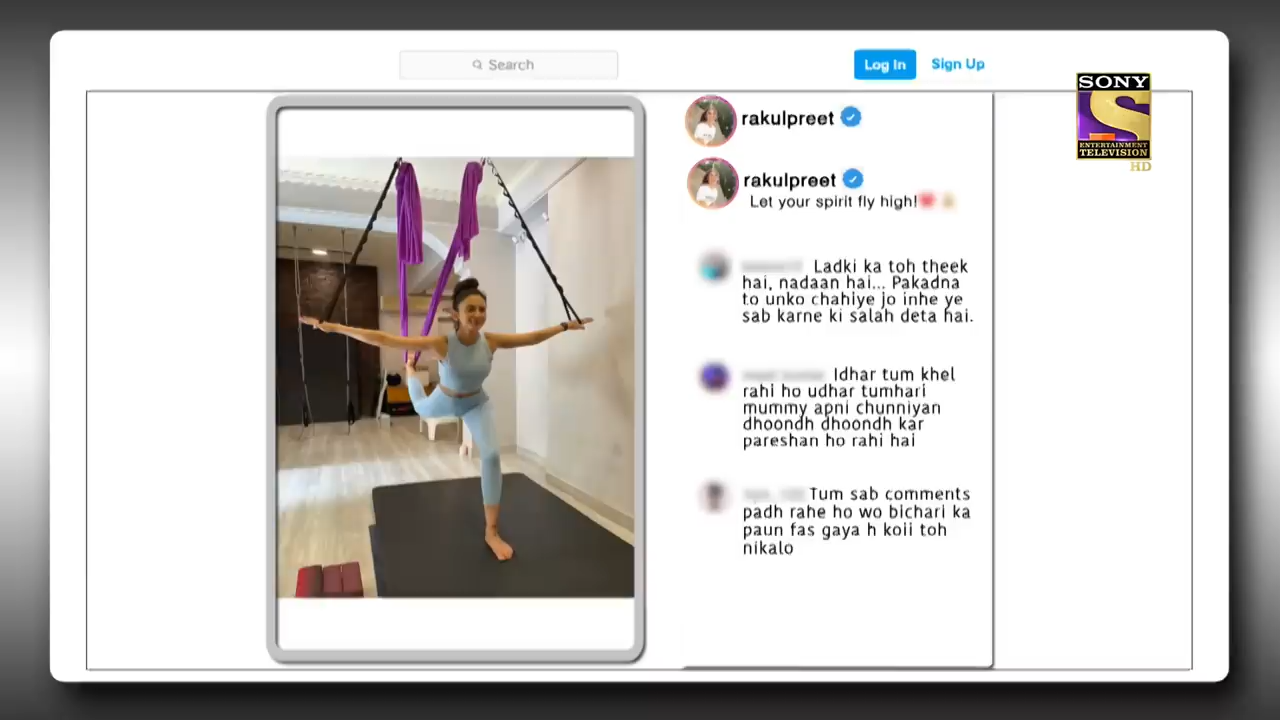 Search
Log In
Sign Up
SONY
ENTERTAINMENT
TELEVISION
HD
rakulpreet
rakulpreet
Let your spirit fly high!
Ladki ka toh theek
hai, nadaan hai... Pakadna
to unko chahiye jo inhe ye
sab karne ki salah deta hai.
Idhar tum khel
rahi ho udhar tumhari
mummy apni chunniyan
dhoondh dhoondh kar
pareshan ho rahi hai
Tum sab comments
padh rahe ho wo bichari ka
paun fas gaya h koii toh
nikalo